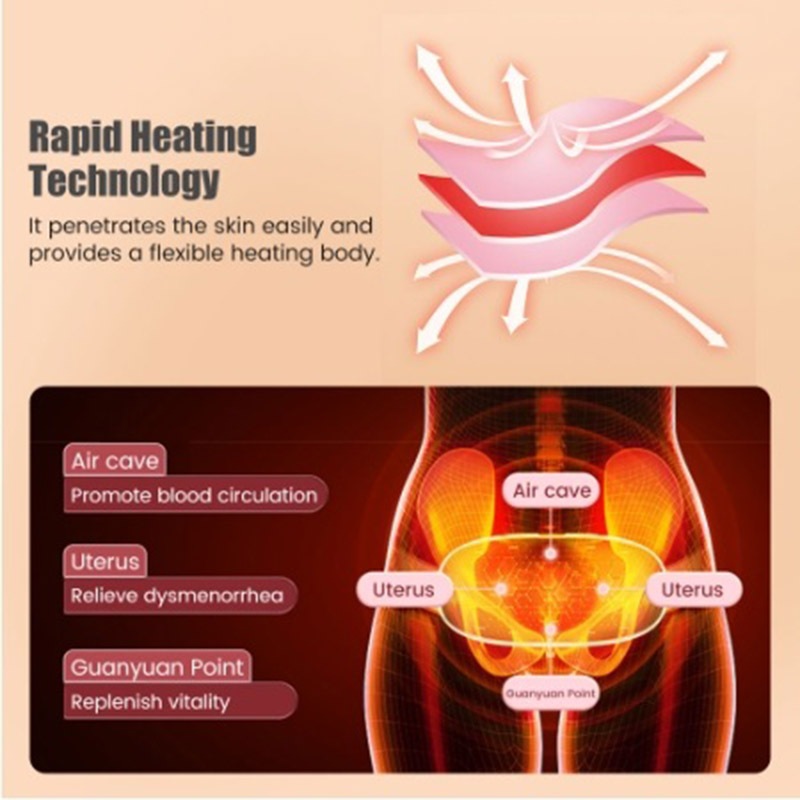 Rapid Heating
Technology
It penetrates the skin easily and
provides a flexible heating body.
Air cave
Promote blood circulation
Uterus
Relieve dysmenorrhea
Guanyuan Point
Replenish vitality
Air cave
Uterus
Uterus
Guanyuan Point